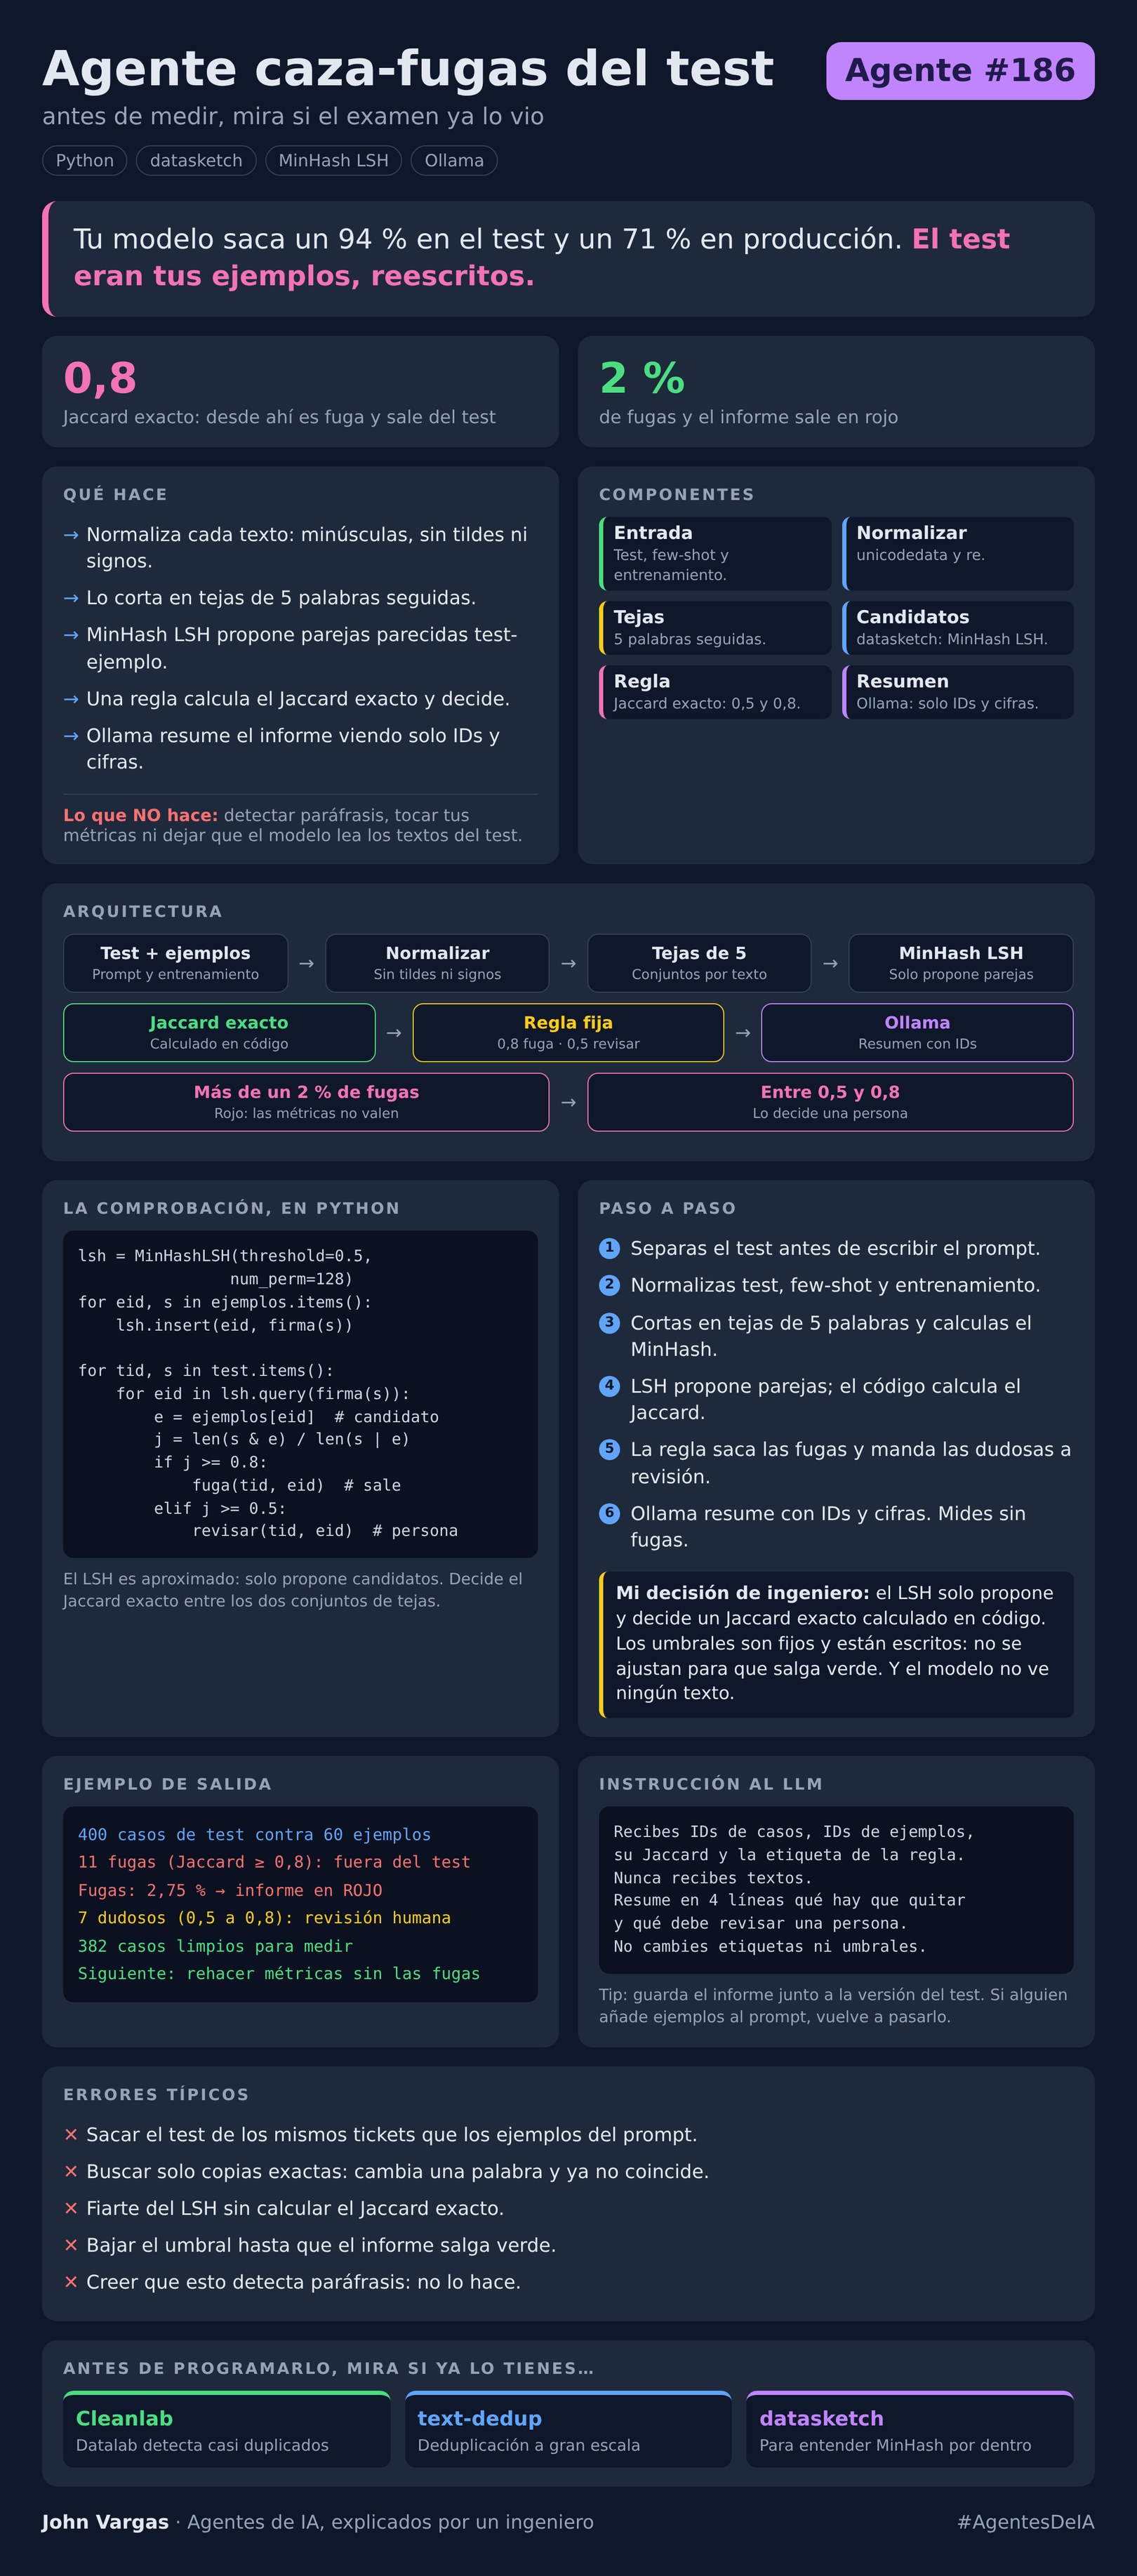 Agente caza-fugas del test
Agente #186
antes de medir, mira si el examen ya lo vio
Python
datasketch
MinHash LSH
Ollama
Tu modelo saca un 94 % en el test y un 71 % en producción. El test
eran tus ejemplos, reescritos.
0,8
Jaccard exacto: desde ahí es fuga y sale del test
2 %
de fugas y el informe sale en rojo
QUÉ HACE
→ Normaliza cada texto: minúsculas, sin tildes ni
signos.
→ Lo corta en tejas de 5 palabras seguidas.
→ MinHash LSH propone parejas parecidas test-
ejemplo.
→ Una regla calcula el Jaccard exacto y decide.
→ Ollama resume el informe viendo solo IDs y
cifras.
Lo que NO hace: detectar paráfrasis, tocar tus
métricas ni dejar que el modelo lea los textos del test.
COMPONENTES
Entrada
Test, few-shot y
entrenamiento.
Normalizar
unicodedata y re.
Tejas
5 palabras seguidas.
Candidatos
datasketch: MinHash LSH.
Regla
Jaccard exacto: 0,5 y 0,8.
Resumen
Ollama: solo IDs y cifras.
ARQUITECTURA
Test + ejemplos
Prompt y entrenamiento
→
Normalizar
Sin tildes ni signos
→
Tejas de 5
Conjuntos por texto
→
MinHash LSH
Solo propone parejas
Jaccard exacto
Calculado en código
→
Regla fija
0,8 fuga · 0,5 revisar
→
Ollama
Resumen con IDs
Más de un 2 % de fugas
Rojo: las métricas no valen
→
Entre 0,5 y 0,8
Lo decide una persona
LA COMPROBACIÓN, EN PYTHON
lsh = MinHashLSH(threshold=0.5,
                num_perm=128)
for eid, s in ejemplos.items():
    lsh.insert(eid, firma(s))
for tid, s in test.items():
    for eid in lsh.query(firma(s)):
        e = ejemplos[eid]  # candidato
        j = len(s & e) / len(s | e)
        if j >= 0.8:
            fuga(tid, eid)  # sale
        elif j >= 0.5:
            revisar(tid, eid)  # persona
El LSH es aproximado: solo propone candidatos. Decide el
Jaccard exacto entre los dos conjuntos de tejas.
PASO A PASO
1 Separas el test antes de escribir el prompt.
2 Normalizas test, few-shot y entrenamiento.
3 Cortas en tejas de 5 palabras y calculas el
MinHash.
4 LSH propone parejas; el código calcula el
Jaccard.
5 La regla saca las fugas y manda las dudosas a
revisión.
6 Ollama resume con IDs y cifras. Mides sin
fugas.
Mi decisión de ingeniero: el LSH solo propone
y decide un Jaccard exacto calculado en código.
Los umbrales son fijos y están escritos: no se
ajustan para que salga verde. Y el modelo no ve
ningún texto.
EJEMPLO DE SALIDA
400 casos de test contra 60 ejemplos
11 fugas (Jaccard ≥ 0,8): fuera del test
Fugas: 2,75 % → informe en ROJO
7 dudosos (0,5 a 0,8): revisión humana
382 casos limpios para medir
Siguiente: rehacer métricas sin las fugas
INSTRUCCIÓN AL LLM
Recibes IDs de casos, IDs de ejemplos,
su Jaccard y la etiqueta de la regla.
Nunca recibes textos.
Resume en 4 líneas qué hay que quitar
y qué debe revisar una persona.
No cambies etiquetas ni umbrales.
Tip: guarda el informe junto a la versión del test. Si alguien
añade ejemplos al prompt, vuelve a pasarlo.
ERRORES TÍPICOS
✕ Sacar el test de los mismos tickets que los ejemplos del prompt.
✕ Buscar solo copias exactas: cambia una palabra y ya no coincide.
✕ Fiarte del LSH sin calcular el Jaccard exacto.
✕ Bajar el umbral hasta que el informe salga verde.
✕ Creer que esto detecta paráfrasis: no lo hace.
ANTES DE PROGRAMARLO, MIRA SI YA LO TIENES…
Cleanlab
Datalab detecta casi duplicados
text-dedup
Deduplicación a gran escala
datasketch
Para entender MinHash por dentro
John Vargas · Agentes de IA, explicados por un ingeniero
#AgentesDeIA